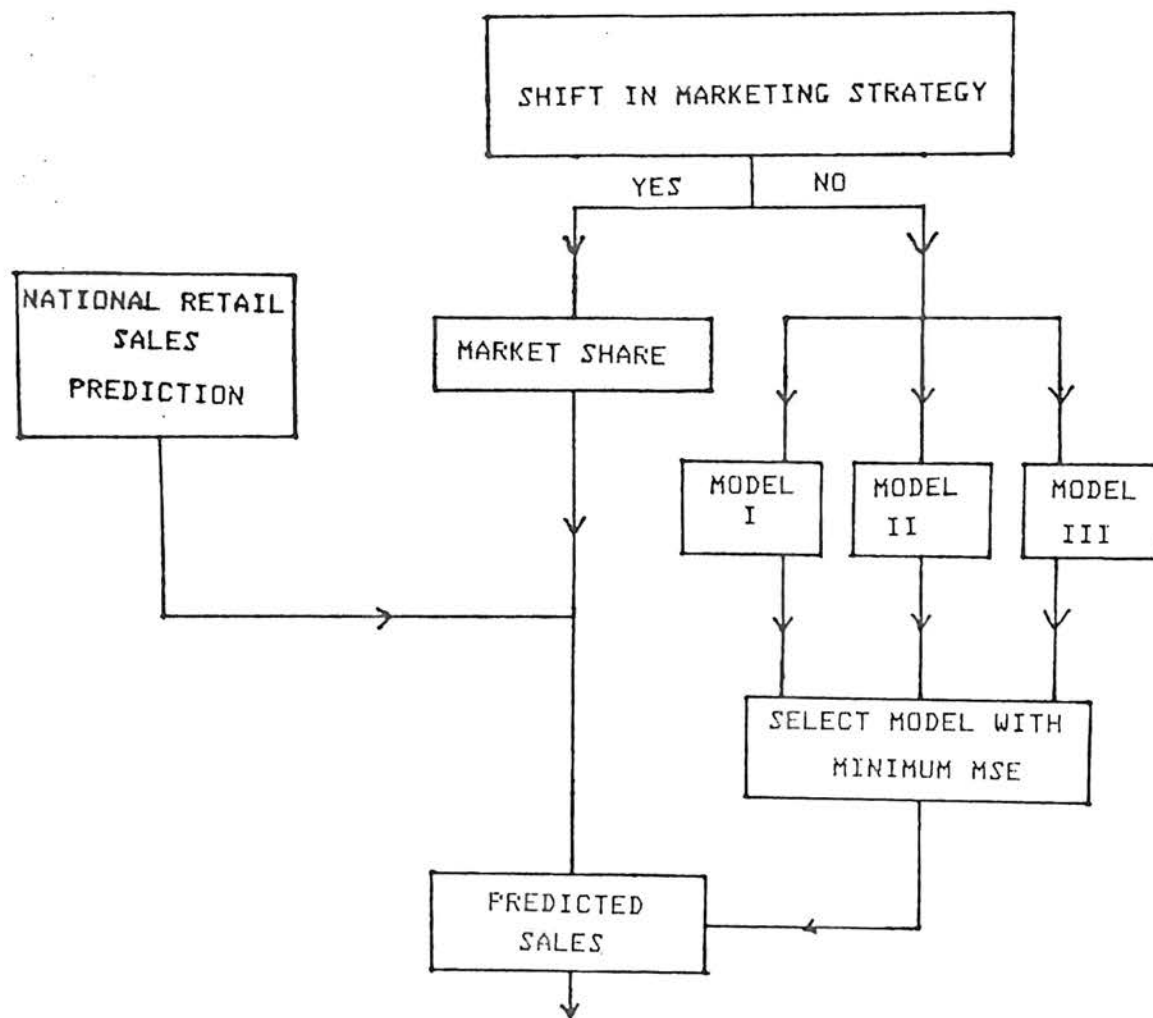 SHIFT IN MARKETING STRATEGY
YES
NO
NATIONAL RETAIL
SALES
PREDICTION
MARKET SHARE
MODEL
I
MODEL
II
MODEL
III
SELECT MODEL WITH
MINIMUM MSE
PREDICTED
SALES